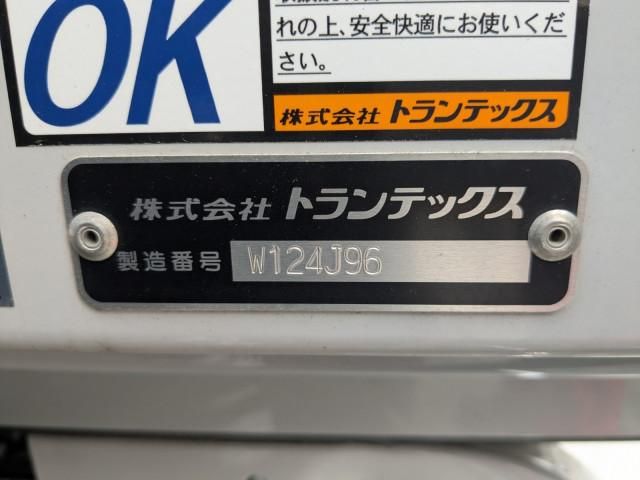 OK
れの上、安全快適にお使いくだ
さい。
株式会社 トランテックス
株式会社 トランテックス
製造番号 W124J96